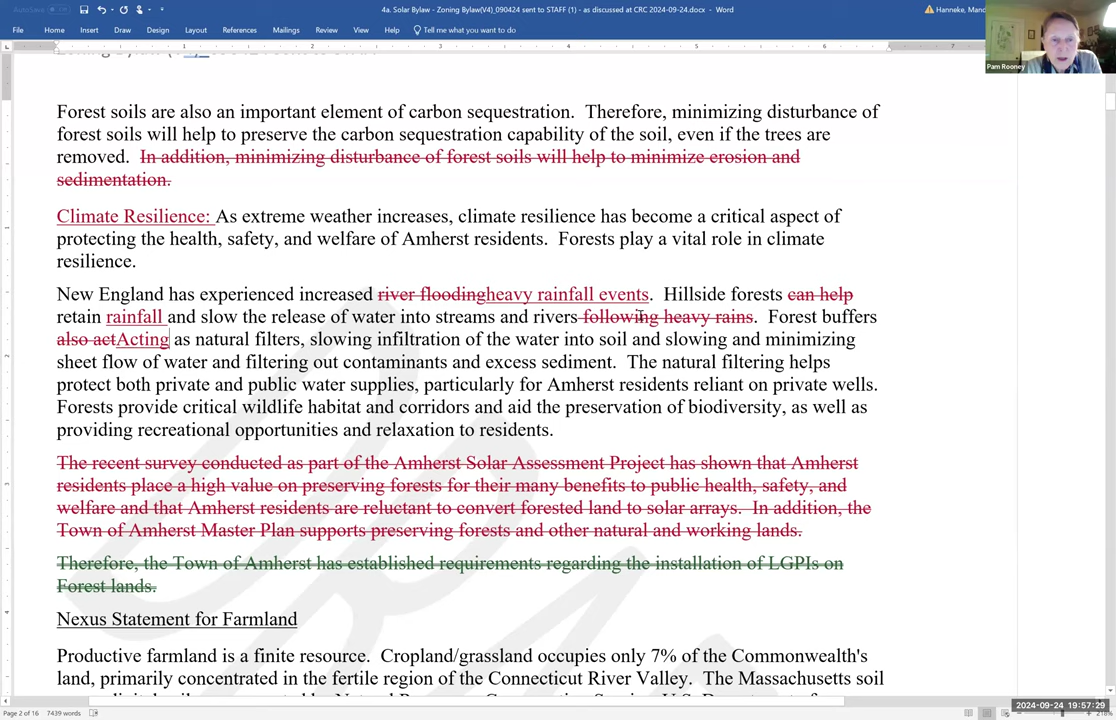 AutoSave
4a. Solar Bylaw - Zoning Bylaw(V4)_090424 sent to STAFF (1) - as discussed at CRC 2024-09-24.docx - Word
Hanneke, Mand
File Home Insert Draw Design Layout References Mailings Review View Help Tell me what you want to do
Pam Rooney
Forest soils are also an important element of carbon sequestration. Therefore, minimizing disturbance of
forest soils will help to preserve the carbon sequestration capability of the soil, even if the trees are
removed. In addition, minimizing disturbance of forest soils will help to minimize erosion and
sedimentation.
Climate Resilience: As extreme weather increases, climate resilience has become a critical aspect of
protecting the health, safety, and welfare of Amherst residents. Forests play a vital role in climate
resilience.
New England has experienced increased river floodingheavy rainfall events. Hillside forests can help
retain rainfall and slow the release of water into streams and rivers following heavy rains. Forest buffers
also actActing as natural filters, slowing infiltration of the water into soil and slowing and minimizing
sheet flow of water and filtering out contaminants and excess sediment. The natural filtering helps
protect both private and public water supplies, particularly for Amherst residents reliant on private wells.
Forests provide critical wildlife habitat and corridors and aid the preservation of biodiversity, as well as
providing recreational opportunities and relaxation to residents.
The recent survey conducted as part of the Amherst Solar Assessment Project has shown that Amherst
residents place a high value on preserving forests for their many benefits to public health, safety, and
welfare and that Amherst residents are reluctant to convert forested land to solar arrays. In addition, the
Town of Amherst Master Plan supports preserving forests and other natural and working lands.
Therefore, the Town of Amherst has established requirements regarding the installation of LGPIs on
Forest lands.
Nexus Statement for Farmland
Productive farmland is a finite resource. Cropland/grassland occupies only 7% of the Commonwealth's
land, primarily concentrated in the fertile region of the Connecticut River Valley. The Massachusetts soil
2024-09-24 19:57:29
Page 2 of 16 7439 words
218%